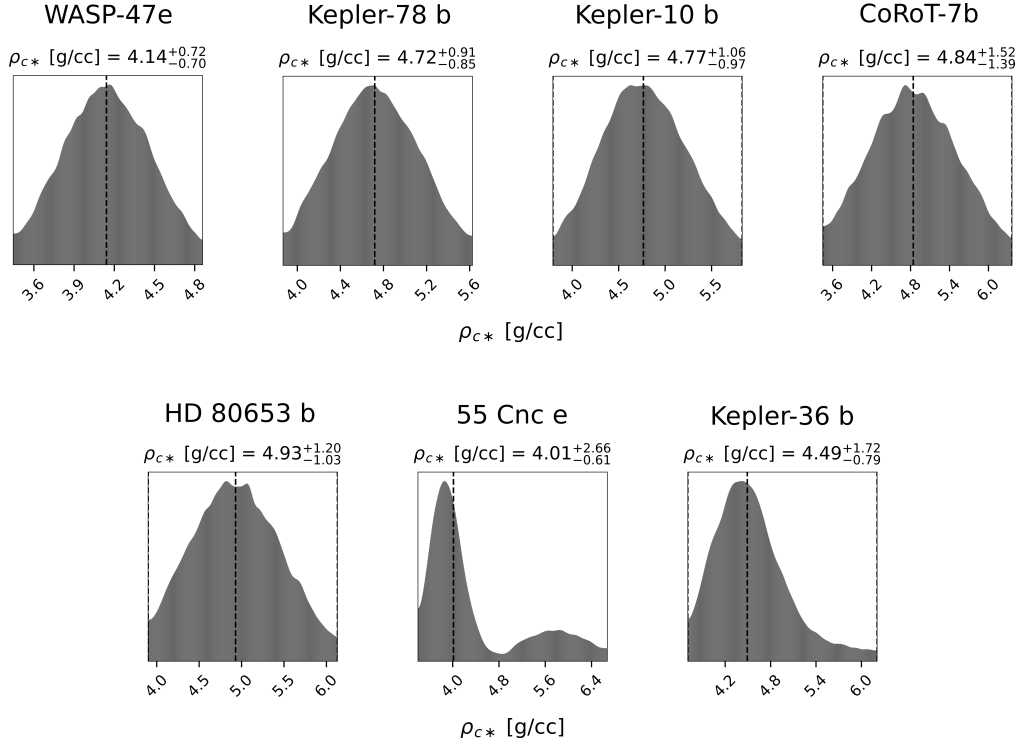 WASP-47e Kepler-78 b Kepler-10 b CoRoT-7b
ρc∗ [g/cc] = 4.14+0.72−0.70 ρc∗ [g/cc] = 4.72+0.91−0.85 ρc∗ [g/cc] = 4.77+1.06−0.97 ρc∗ [g/cc] = 4.84+1.52−1.39
3.6 3.9 4.2 4.5 4.8 4.0 4.4 4.8 5.2 5.6 4.0 4.5 5.0 5.5 3.6 4.2 4.8 5.4 6.0
ρc∗ [g/cc]
HD 80653 b 55 Cnc e Kepler-36 b
ρc∗ [g/cc] = 4.93+1.20−1.03 ρc∗ [g/cc] = 4.01+2.66−0.61 ρc∗ [g/cc] = 4.49+1.72−0.79
4.0 4.5 5.0 5.5 6.0 4.0 4.8 5.6 6.4 4.2 4.8 5.4 6.0
ρc∗ [g/cc]